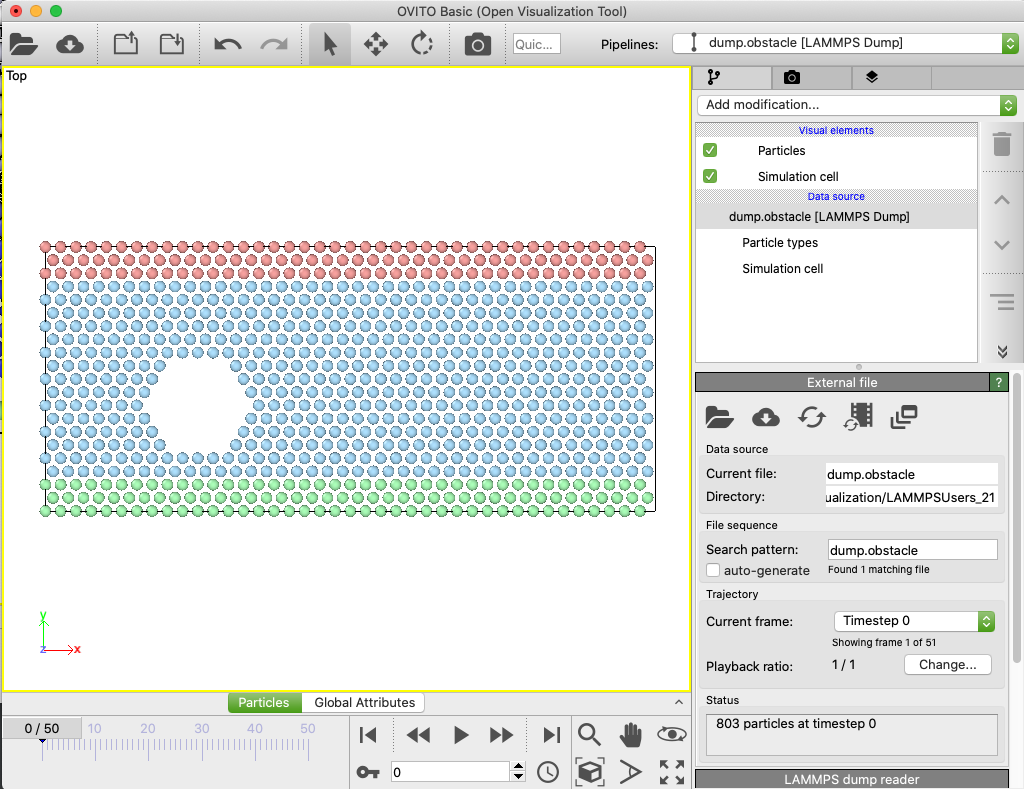 OVITO Basic (Open Visualization Tool)
Quic...
Pipelines:
dump.obstacle [LAMMPS Dump]
Top
Add modification...
Visual elements
Particles
Simulation cell
Data source
dump.obstacle [LAMMPS Dump]
Particle types
Simulation cell
External file
?
Data source
Current file: dump.obstacle
Directory: ualization/LAMMPSUsers_21
File sequence
Search pattern: dump.obstacle
auto-generate Found 1 matching file
Trajectory
Current frame: Timestep 0
Showing frame 1 of 51
Playback ratio: 1 / 1 Change...
Status
803 particles at timestep 0
LAMMPS dump reader
y
z x
Particles Global Attributes
0 / 50 10 20 30 40 50
0